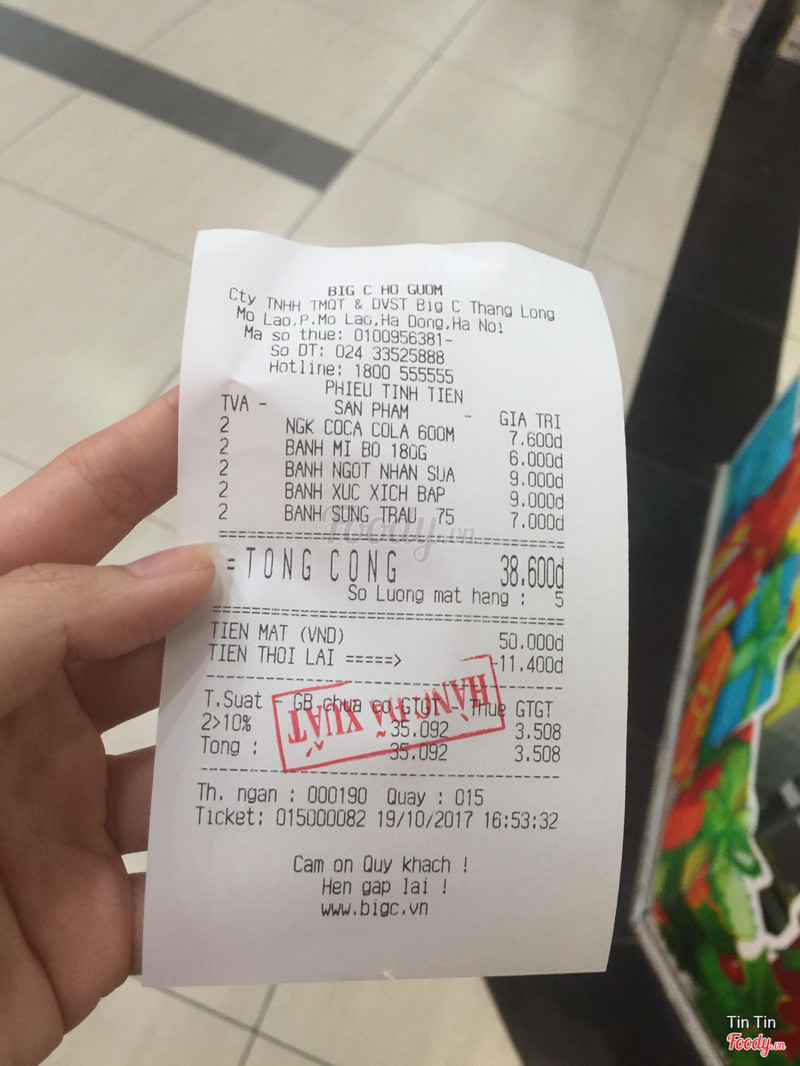 BIG C HO GUOM
Cty TNHH TMQT & DVST Big C Thang Long
Mo Lao,P.Mo Lao,Ha Dong,Ha Noi
Ma so thue: 0100956381-
So DT: 024 33525888
Hotline: 1800 555555
PHIEU TINH TIEN
TVA - SAN PHAM - GIA TRI
2 NGK COCA COLA 600M 7.600d
2 BANH MI BO 180G 6.000d
2 BANH NGOT NHAN SUA 9.000d
2 BANH XUC XICH BAP 9.000d
2 BANH SUNG TRAU 75 7.000d
Foody.vn
=TONG CONG 38.600d
So Luong mat hang : 5
TIEN MAT (VND) 50.000d
TIEN THOI LAI =====> -11.400d
T.Suat - GB chua co GTGT - Thue GTGT
2>10% 35.092 3.508
Tong : 35.092 3.508
HÀNG ĐÃ XUẤT
Th. ngan : 000190 Quay : 015
Ticket: 015000082 19/10/2017 16:53:32
Cam on Quy khach !
Hen gap lai !
www.bigc.vn
Tin Tin
Foody.vn